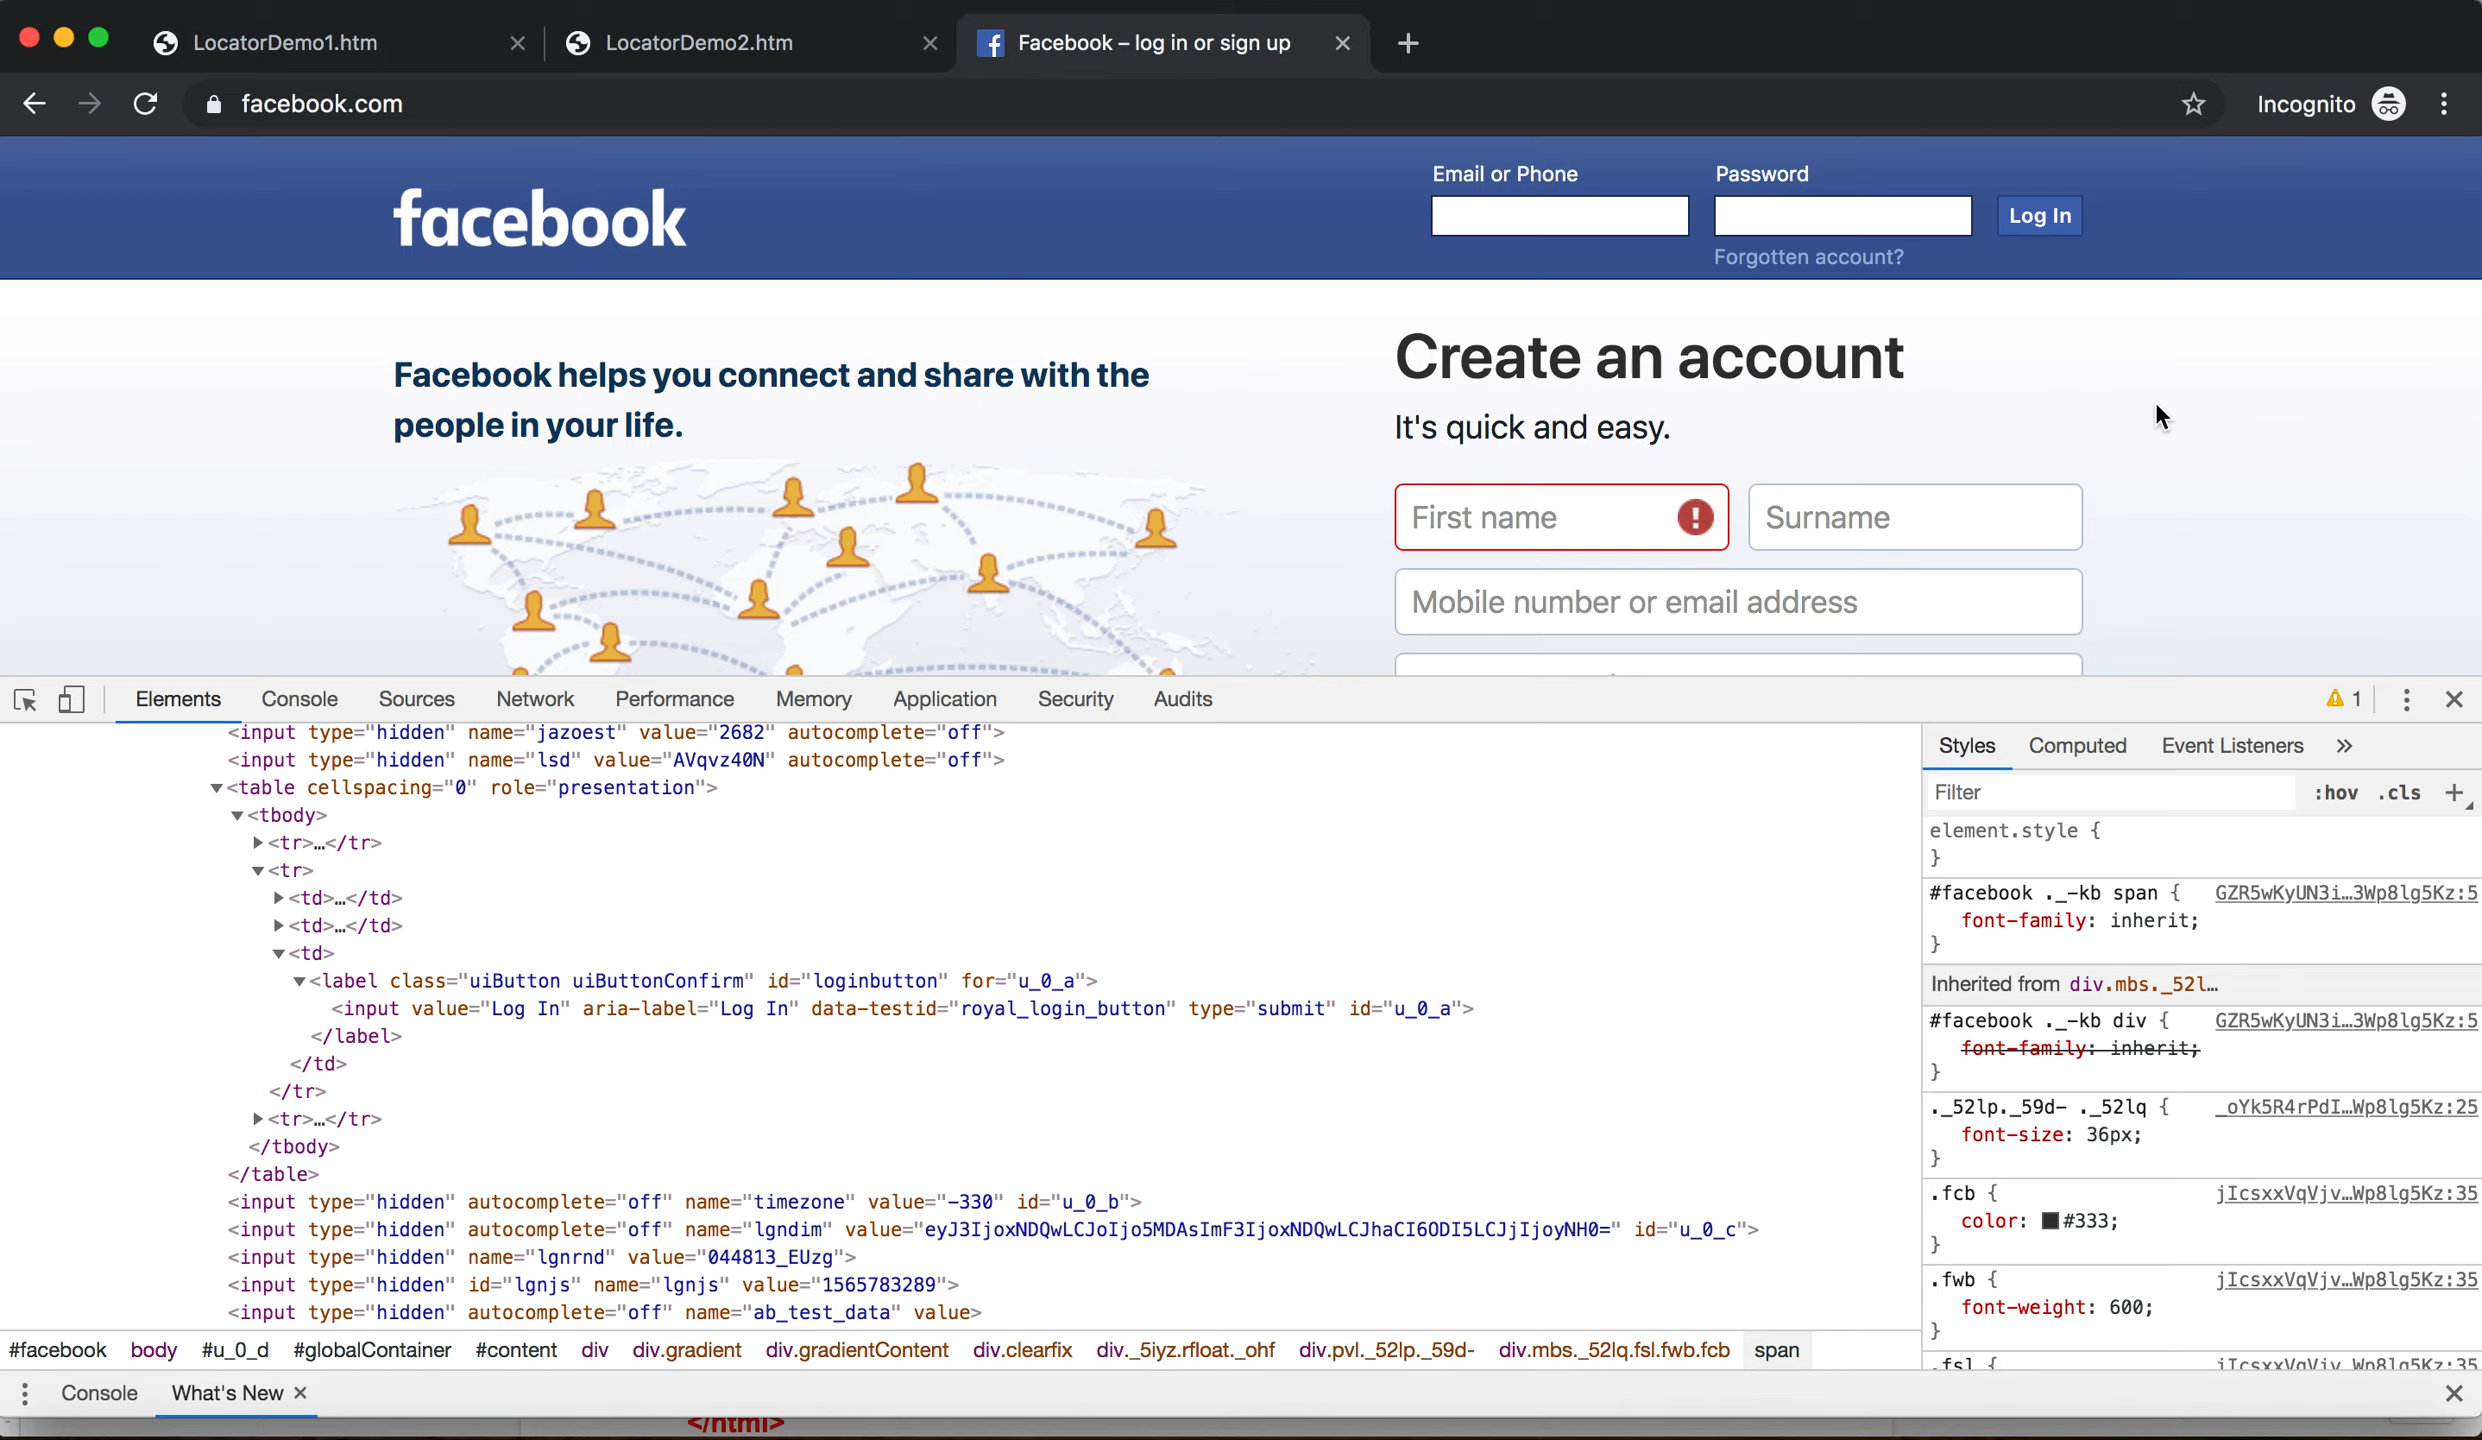 LocatorDemo1.htm
LocatorDemo2.htm
Facebook – log in or sign up
facebook.com
Incognito
facebook
Email or Phone
Password
Log In
Forgotten account?
Facebook helps you connect and share with the
people in your life.
Create an account
It's quick and easy.
First name
Surname
Mobile number or email address
Elements Console Sources Network Performance Memory Application Security Audits
1
<input type="hidden" name="jazoest" value="2682" autocomplete="off">
<input type="hidden" name="lsd" value="AVqvz40N" autocomplete="off">
<table cellspacing="0" role="presentation">
<tbody>
<tr>…</tr>
<tr>
<td>…</td>
<td>…</td>
<td>
<label class="uiButton uiButtonConfirm" id="loginbutton" for="u_0_a">
<input value="Log In" aria-label="Log In" data-testid="royal_login_button" type="submit" id="u_0_a">
</label>
</td>
</tr>
<tr>…</tr>
</tbody>
</table>
<input type="hidden" autocomplete="off" name="timezone" value="-330" id="u_0_b">
<input type="hidden" autocomplete="off" name="lgndim" value="eyJ3IjoxNDQwLCJoIjo5MDAsImF3IjoxNDQwLCJhaCI6ODI5LCJjIjoyNH0=" id="u_0_c">
<input type="hidden" name="lgnrnd" value="044813_EUzg">
<input type="hidden" id="lgnjs" name="lgnjs" value="1565783289">
<input type="hidden" autocomplete="off" name="ab_test_data" value>
Styles Computed Event Listeners »
Filter :hov .cls +
element.style {
}
#facebook ._-kb span { GZR5wKyUN3i…3Wp8lg5Kz:5
font-family: inherit;
}
Inherited from div.mbs._52l…
#facebook ._-kb div { GZR5wKyUN3i…3Wp8lg5Kz:5
font-family: inherit;
}
._52lp._59d- ._52lq { _oYk5R4rPdI…Wp8lg5Kz:25
font-size: 36px;
}
.fcb { jIcsxxVqVjv…Wp8lg5Kz:35
color: #333;
}
.fwb { jIcsxxVqVjv…Wp8lg5Kz:35
font-weight: 600;
}
.fsl { jIcsxxVqVjv…Wp8lg5Kz:35
#facebook body #u_0_d #globalContainer #content div div.gradient div.gradientContent div.clearfix div._5iyz.rfloat._ohf div.pvl._52lp._59d- div.mbs._52lq.fsl.fwb.fcb span
Console What's New
</html>